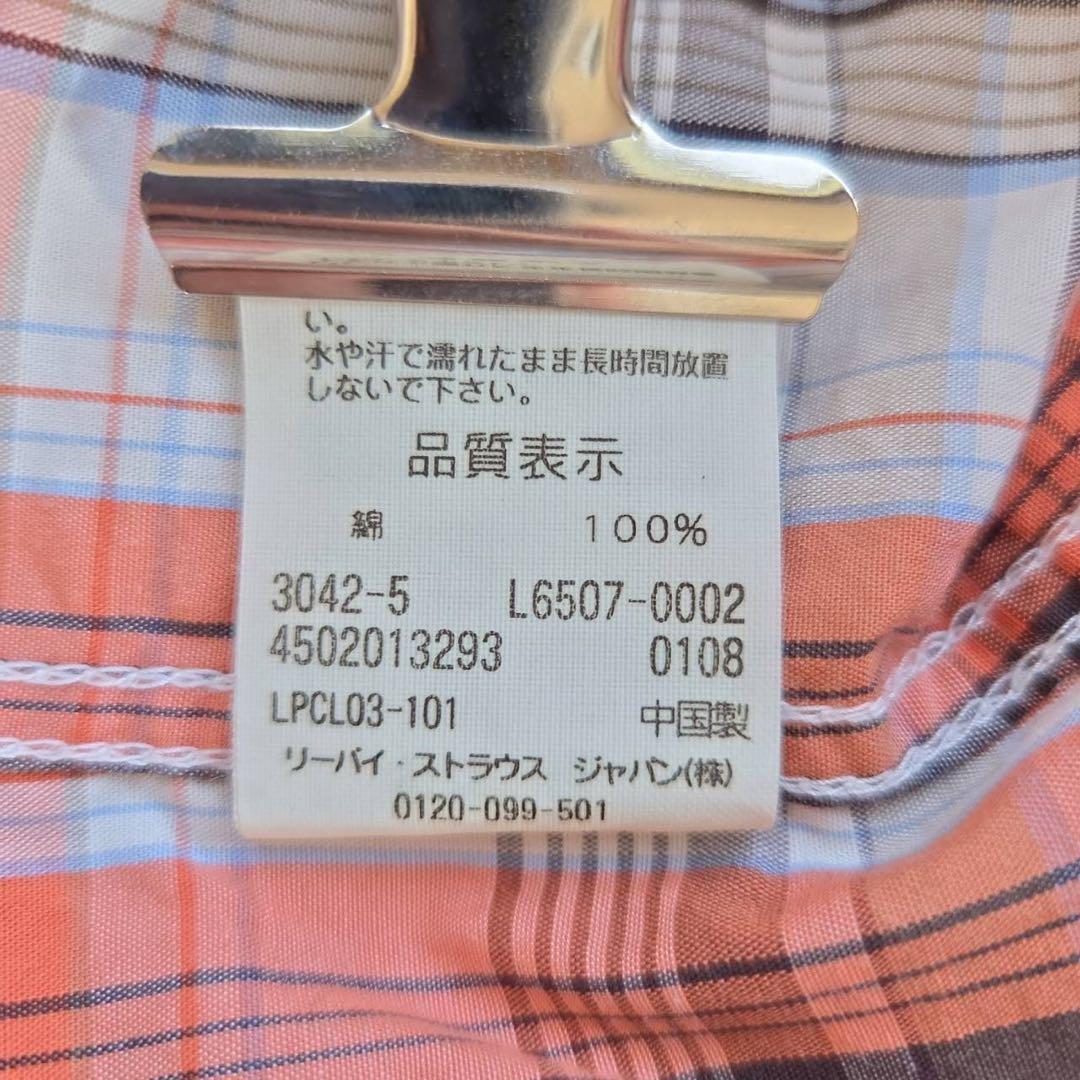 い。
水や汗で濡れたまま長時間放置
しないで下さい。
品質表示
綿 100%
3042-5 L6507-0002
4502013293 0108
LPCL03-101 中国製
リーバイ・ストラウス ジャパン(株)
0120-099-501